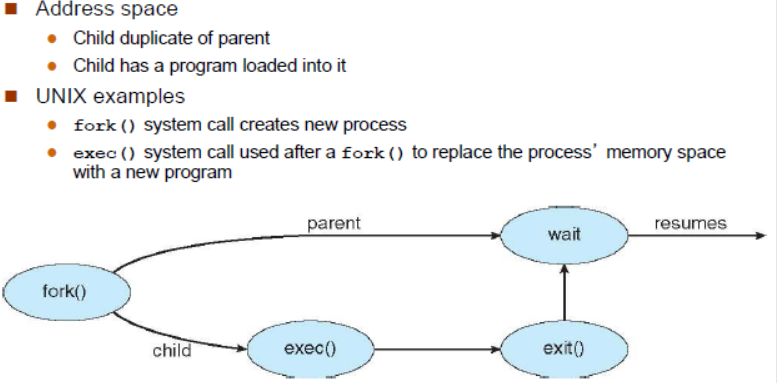 Address space
Child duplicate of parent
Child has a program loaded into it
UNIX examples
fork() system call creates new process
exec() system call used after a fork() to replace the process’ memory space
with a new program
parent
wait
resumes
fork()
child
exec()
exit()